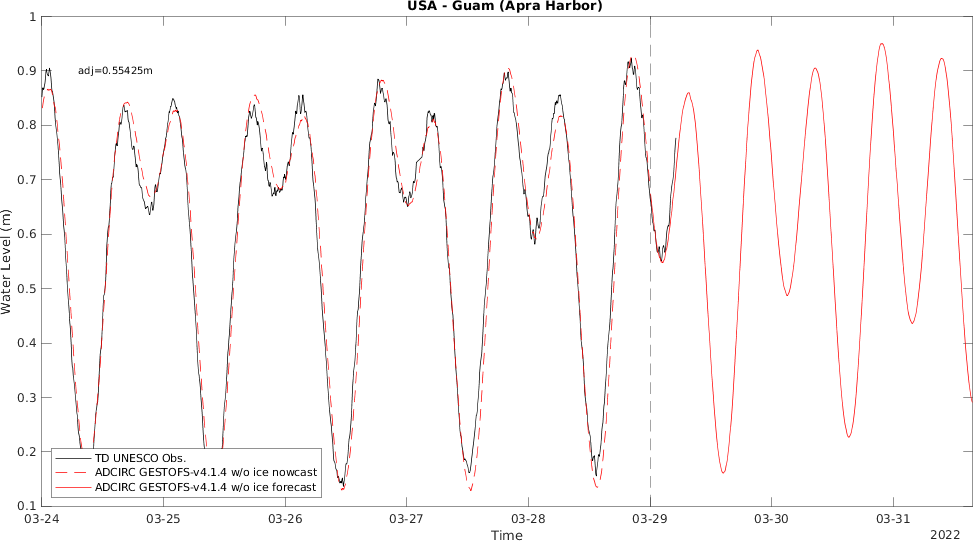 USA - Guam (Apra Harbor)
adj=0.55425m
Water Level (m)
1
0.9
0.8
0.7
0.6
0.5
0.4
0.3
0.2
0.1
TD UNESCO Obs.
ADCIRC GESTOFS-v4.1.4 w/o ice nowcast
ADCIRC GESTOFS-v4.1.4 w/o ice forecast
03-24 03-25 03-26 03-27 03-28 03-29 03-30 03-31
Time
2022